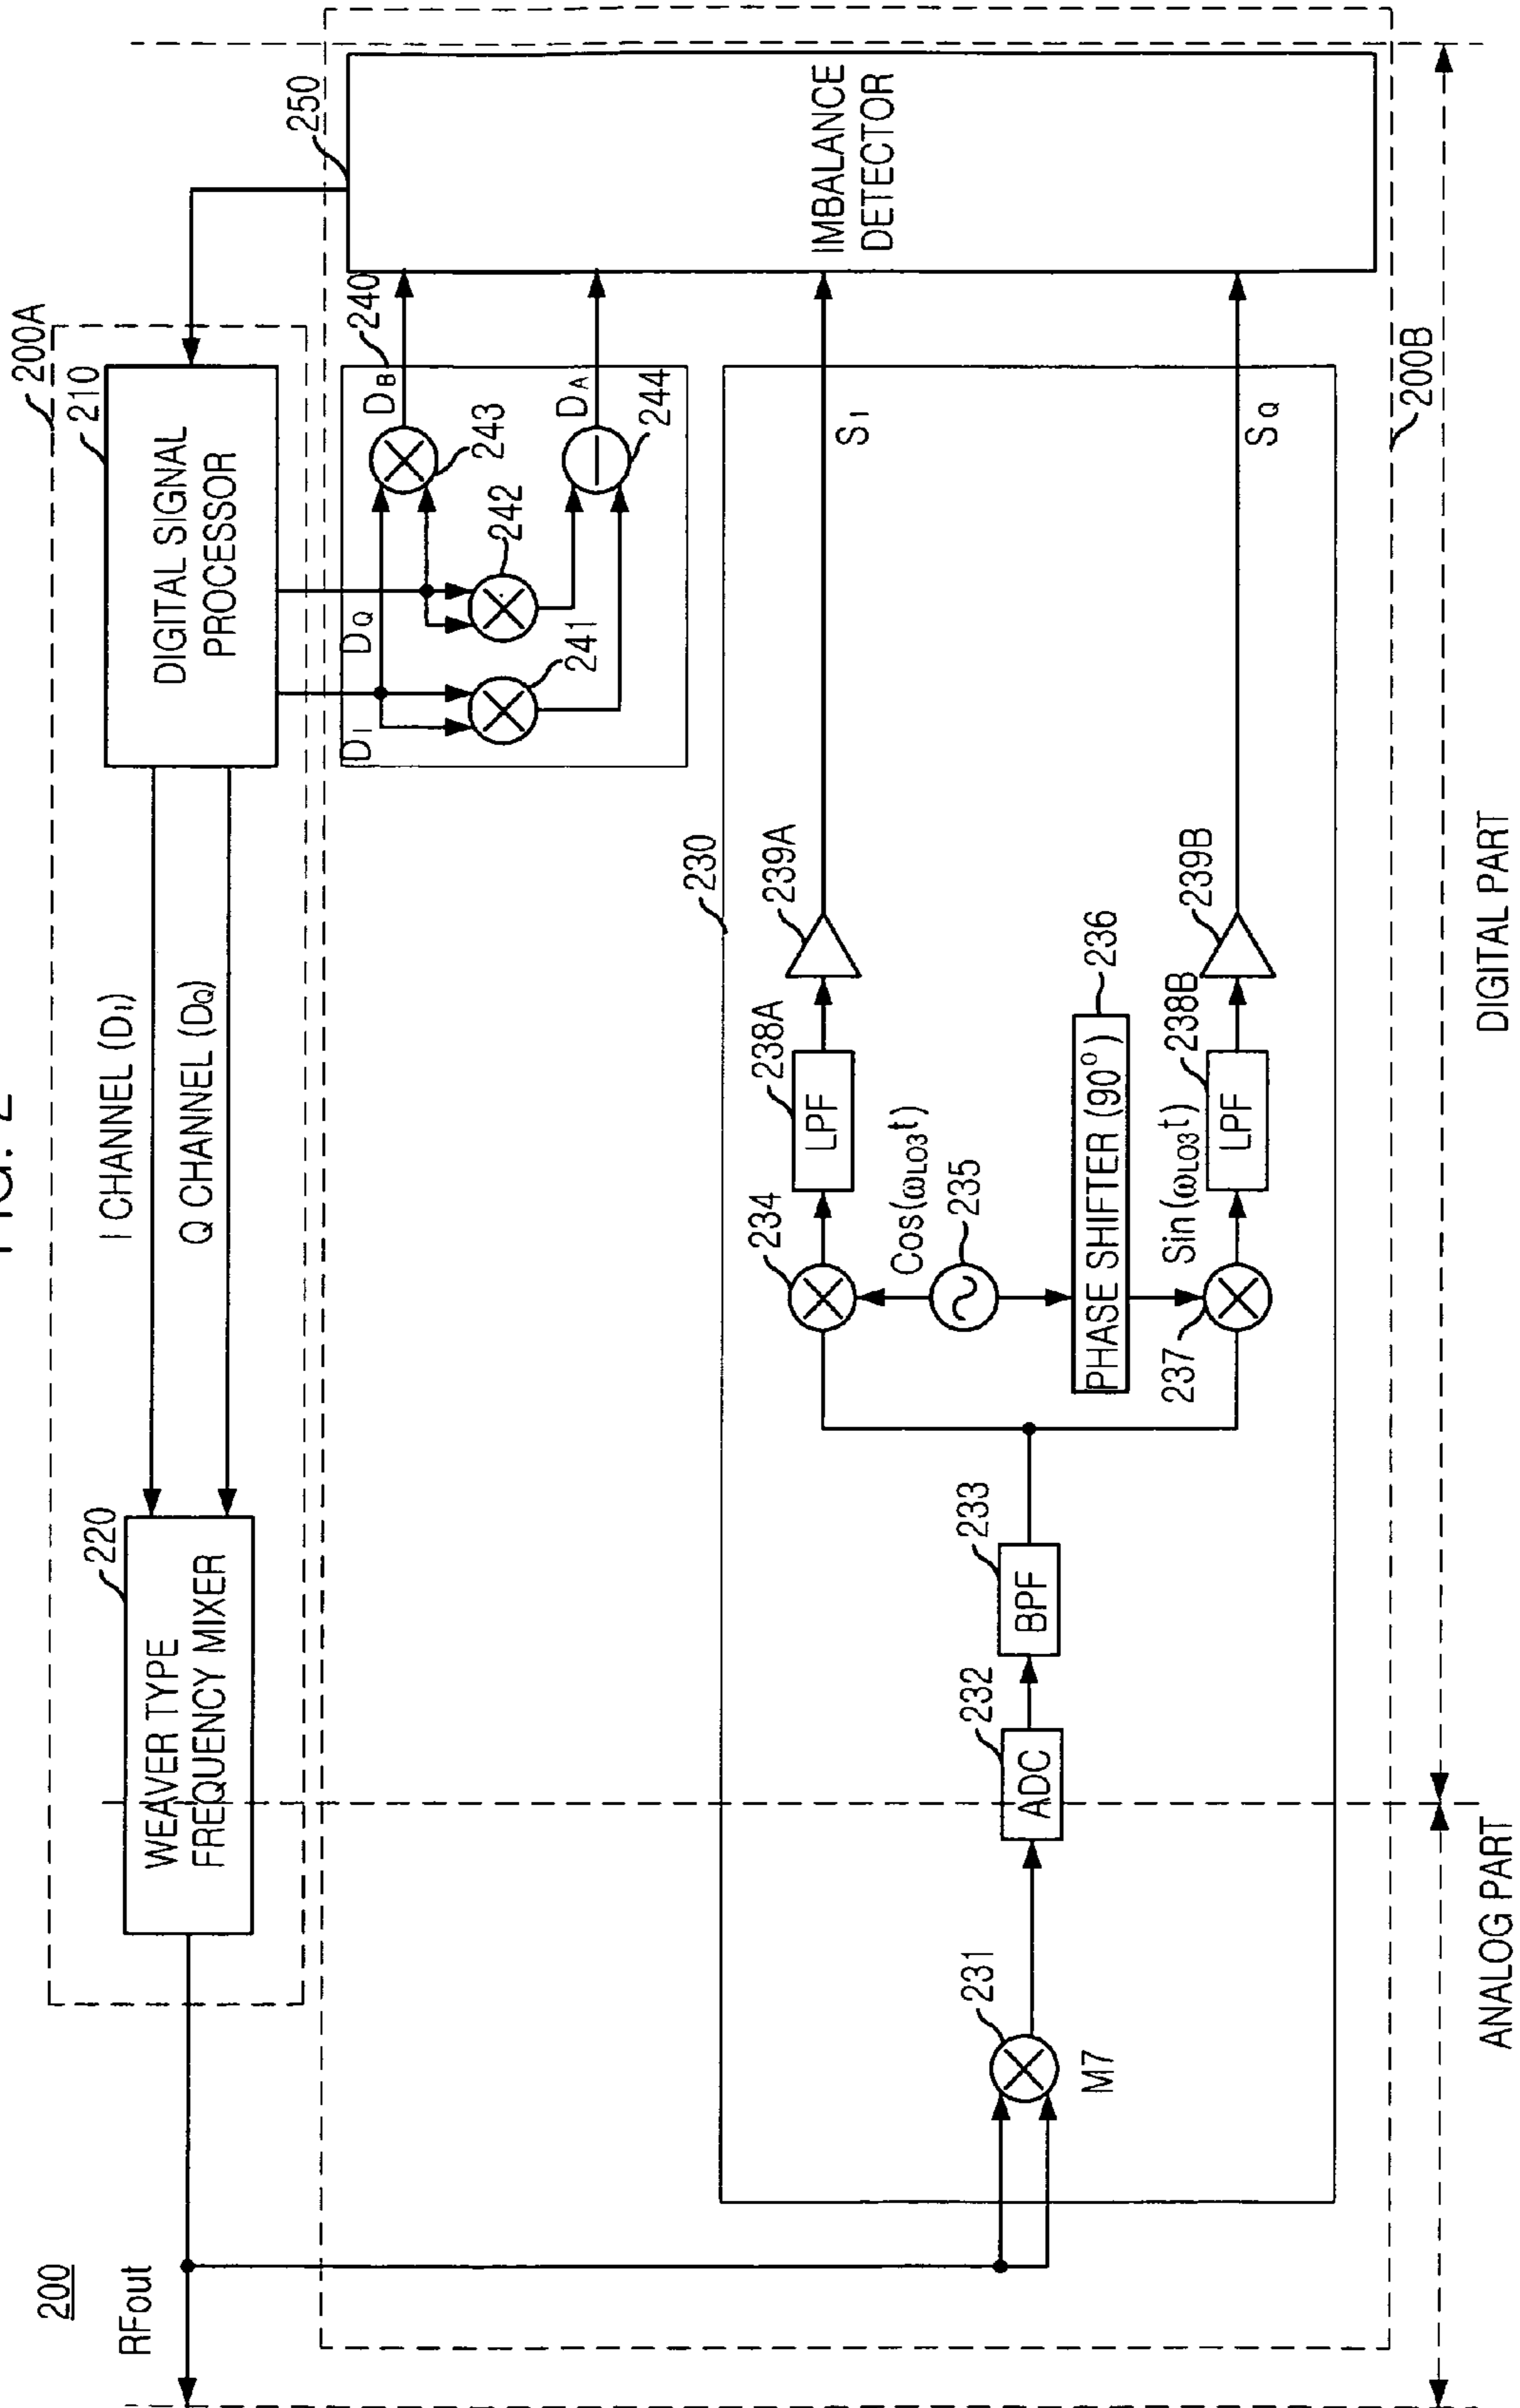 FIG. 2
200
RFout
220
WEAVER TYPE
FREQUENCY MIXER
I CHANNEL (DI)
Q CHANNEL (DQ)
200A
210
DIGITAL SIGNAL
PROCESSOR
DI
DQ
241
242
243
244
DB
DA
240
250
IMBALANCE
DETECTOR
230
231
M7
232
ADC
233
BPF
234
Cos(ωLO3t)
235
PHASE SHIFTER (90°)
236
Sin(ωLO3t)
237
238A
LPF
238B
LPF
239A
239B
SI
SQ
200B
ANALOG PART
DIGITAL PART